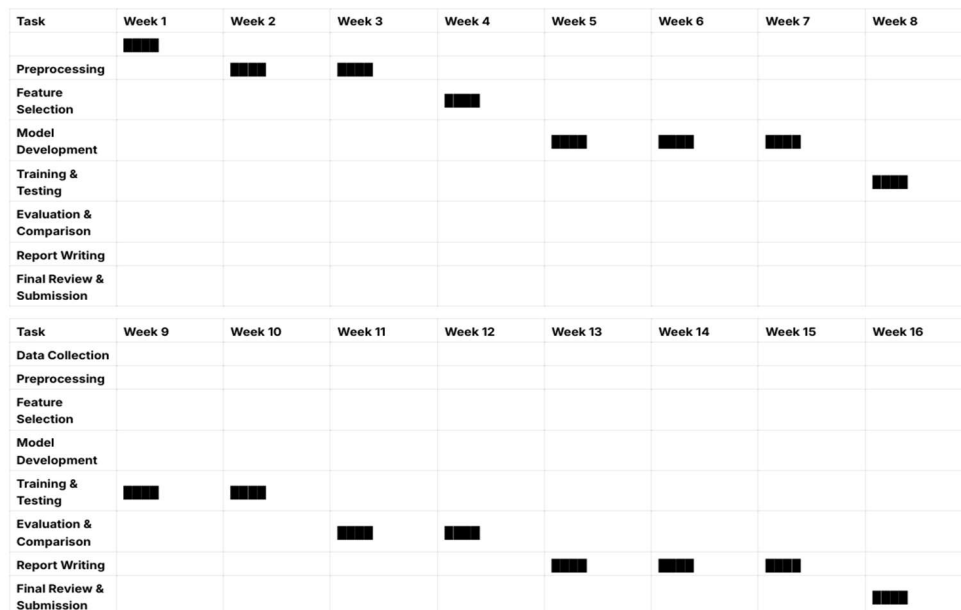 Task Week 1 Week 2 Week 3 Week 4 Week 5 Week 6 Week 7 Week 8
████
Preprocessing ████ ████
Feature
Selection ████
Model
Development ████ ████ ████
Training &
Testing ████
Evaluation &
Comparison
Report Writing
Final Review &
Submission
Task Week 9 Week 10 Week 11 Week 12 Week 13 Week 14 Week 15 Week 16
Data Collection
Preprocessing
Feature
Selection
Model
Development
Training &
Testing ████ ████
Evaluation &
Comparison ████ ████
Report Writing ████ ████ ████
Final Review &
Submission ████